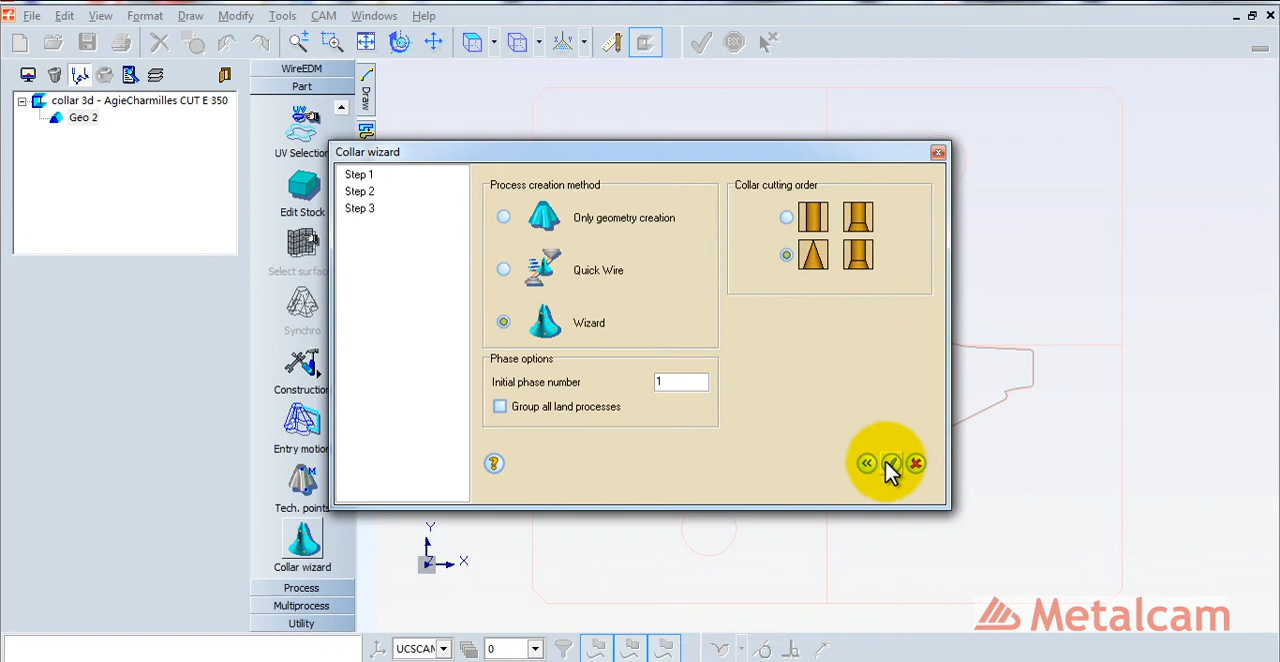 File Edit View Format Draw Modify Tools CAM Windows Help
WireEDM
Part
collar 3d - AgieCharmilles CUT E 350
Geo 2
Draw
UV Selection
Edit Stock
Select surfa
Synchro
Construction
Entry motion
Tech. points
Collar wizard
Process
Multiprocess
Utility
Collar wizard
Step 1
Step 2
Step 3
Process creation method
Only geometry creation
Quick Wire
Wizard
Phase options
Initial phase number 1
Group all land processes
Collar cutting order
Y
X
Z
UCSCAM
0
Metalcam